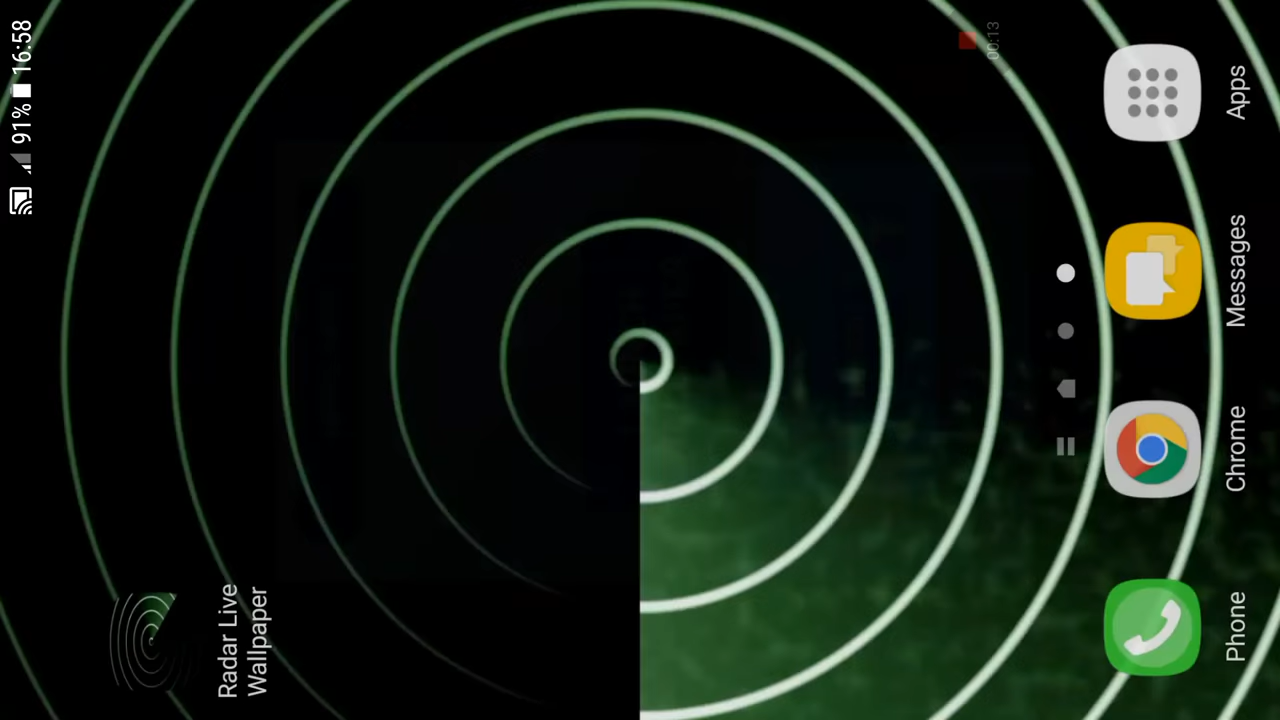 91% 16:58
00:13
Radar Live
Wallpaper
Phone
Chrome
Messages
Apps